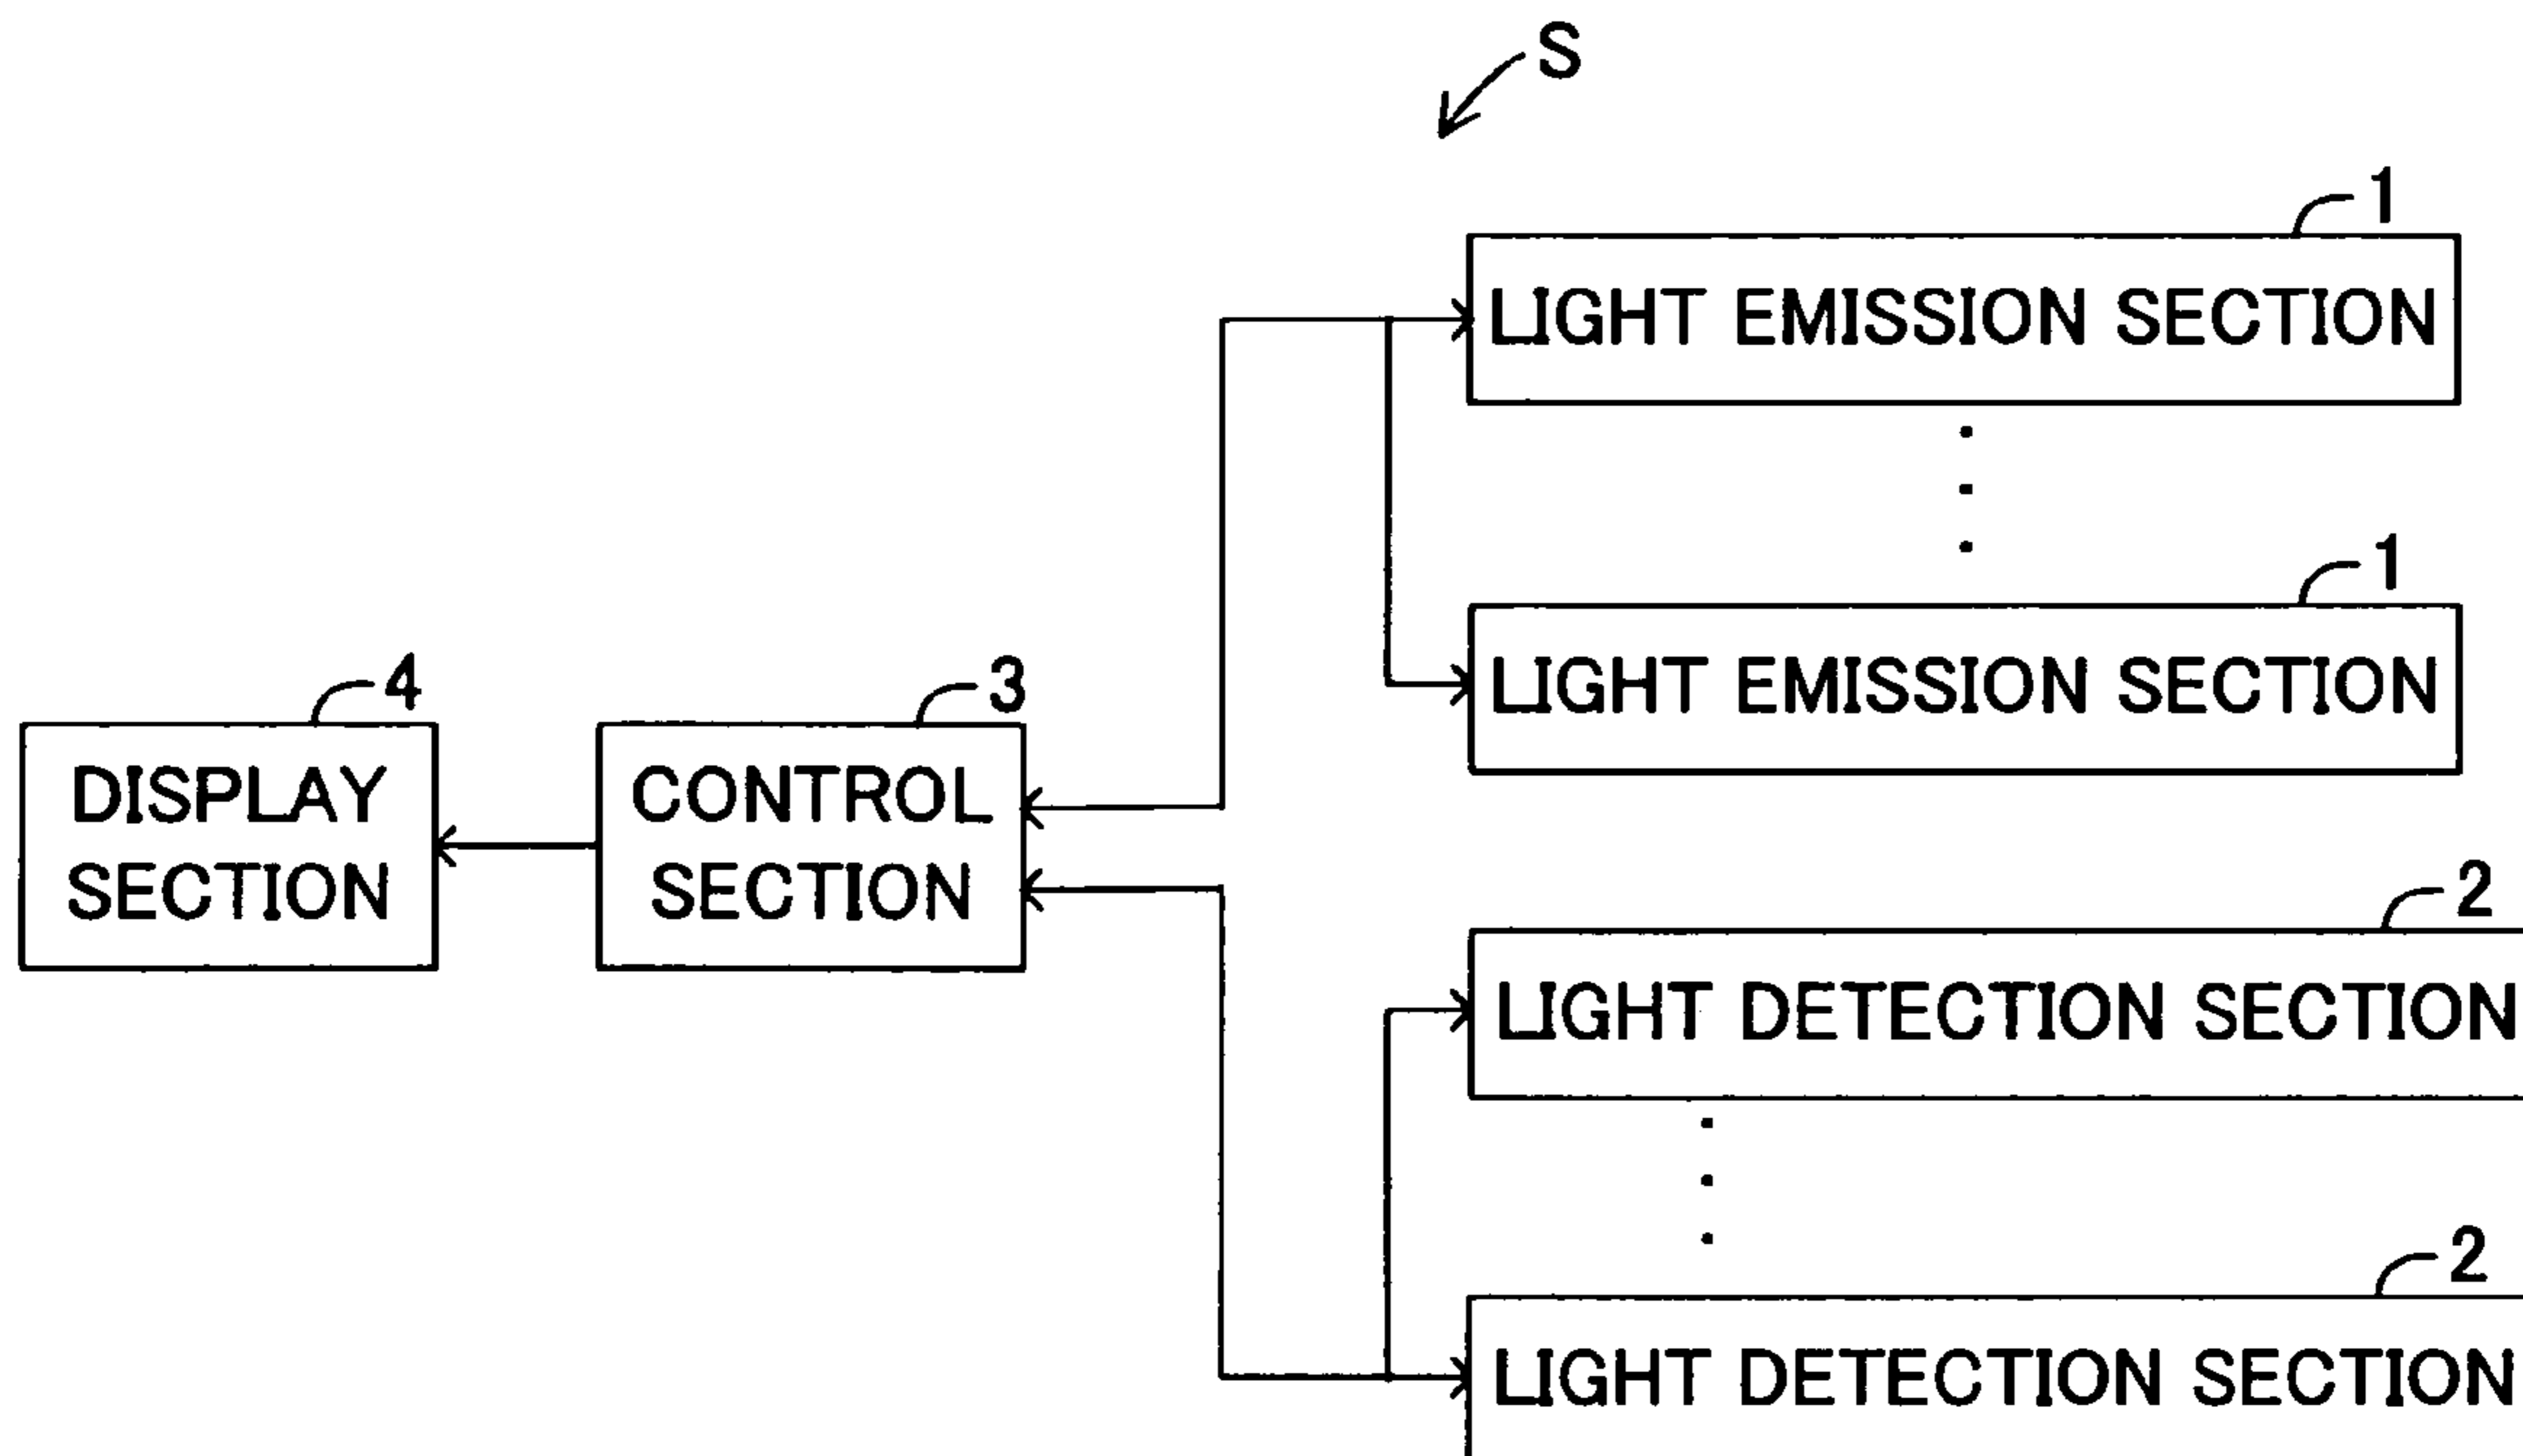 S
1
LIGHT EMISSION SECTION
1
LIGHT EMISSION SECTION
4
DISPLAY
SECTION
3
CONTROL
SECTION
2
LIGHT DETECTION SECTION
2
LIGHT DETECTION SECTION